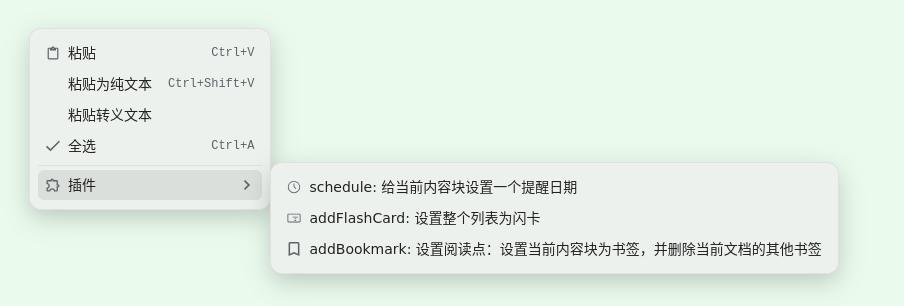 粘贴 Ctrl+V
粘贴为纯文本 Ctrl+Shift+V
粘贴转义文本
全选 Ctrl+A
插件
schedule: 给当前内容块设置一个提醒日期
addFlashCard: 设置整个列表为闪卡
addBookmark: 设置阅读点：设置当前内容块为书签，并删除当前文档的其他书签